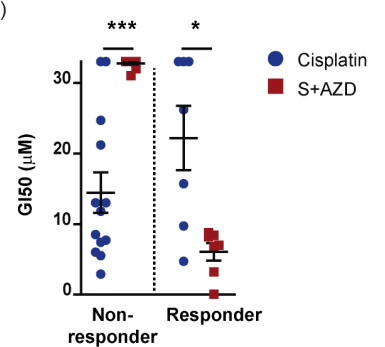 )
***
*
Cisplatin
S+AZD
GI50 (μM)
30
20
10
0
Non-
responder
Responder